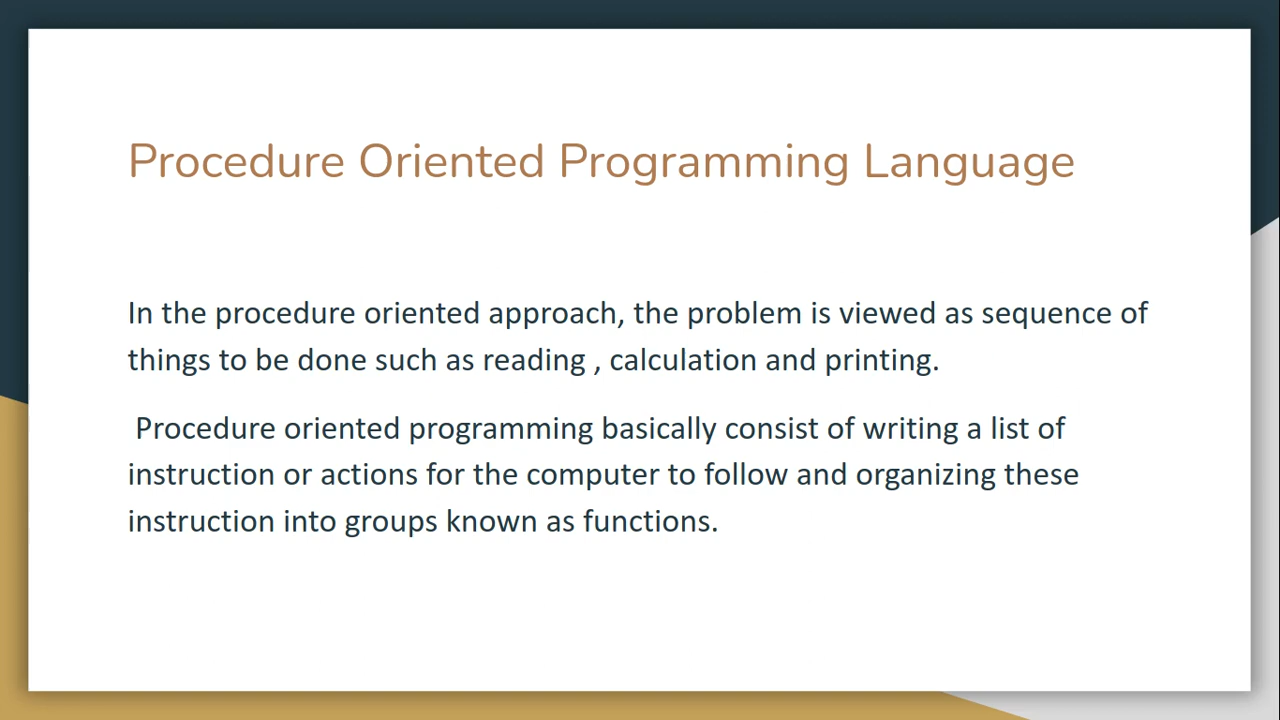 Procedure Oriented Programming Language
In the procedure oriented approach, the problem is viewed as sequence of
things to be done such as reading , calculation and printing.
Procedure oriented programming basically consist of writing a list of
instruction or actions for the computer to follow and organizing these
instruction into groups known as functions.